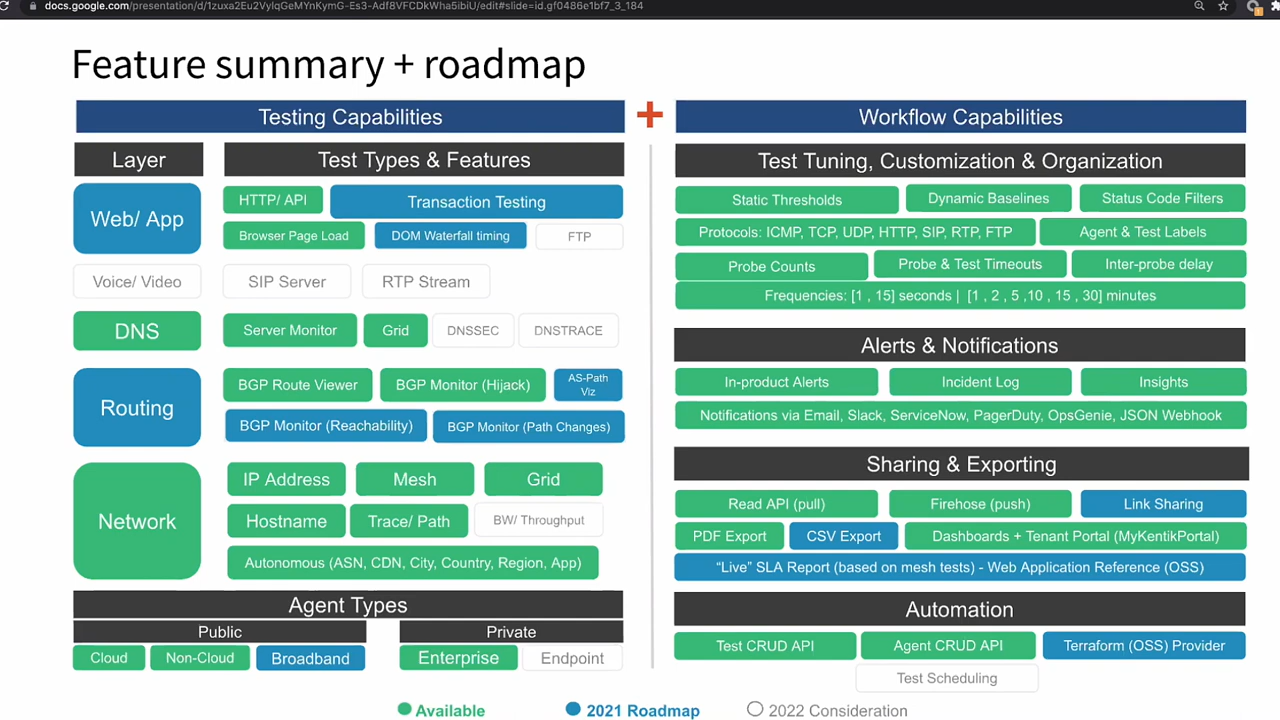 docs.google.com/presentation/d/1zuxa2Eu2VylqGeMYNKymG-Es3-Adf8VFCDkWha5ibiU/edit#slide=id.gf0486e1bf7_3_184
Feature summary + roadmap
Testing Capabilities
Layer
Test Types & Features
Web/ App
HTTP/ API
Transaction Testing
Browser Page Load
DOM Waterfall timing
FTP
Voice/ Video
SIP Server
RTP Stream
DNS
Server Monitor
Grid
DNSSEC
DNSTRACE
Routing
BGP Route Viewer
BGP Monitor (Hijack)
AS-Path
Viz
BGP Monitor (Reachability)
BGP Monitor (Path Changes)
Network
IP Address
Mesh
Grid
Hostname
Trace/ Path
BW/ Throughput
Autonomous (ASN, CDN, City, Country, Region, App)
Agent Types
Public
Private
Cloud
Non-Cloud
Broadband
Enterprise
Endpoint
+
Workflow Capabilities
Test Tuning, Customization & Organization
Static Thresholds
Dynamic Baselines
Status Code Filters
Protocols: ICMP, TCP, UDP, HTTP, SIP, RTP, FTP
Agent & Test Labels
Probe Counts
Probe & Test Timeouts
Inter-probe delay
Frequencies: [1 , 15] seconds | [1 , 2 , 5 ,10 , 15 , 30] minutes
Alerts & Notifications
In-product Alerts
Incident Log
Insights
Notifications via Email, Slack, ServiceNow, PagerDuty, OpsGenie, JSON Webhook
Sharing & Exporting
Read API (pull)
Firehose (push)
Link Sharing
PDF Export
CSV Export
Dashboards + Tenant Portal (MyKentikPortal)
“Live” SLA Report (based on mesh tests) - Web Application Reference (OSS)
Automation
Test CRUD API
Agent CRUD API
Terraform (OSS) Provider
Test Scheduling
Available
2021 Roadmap
2022 Consideration